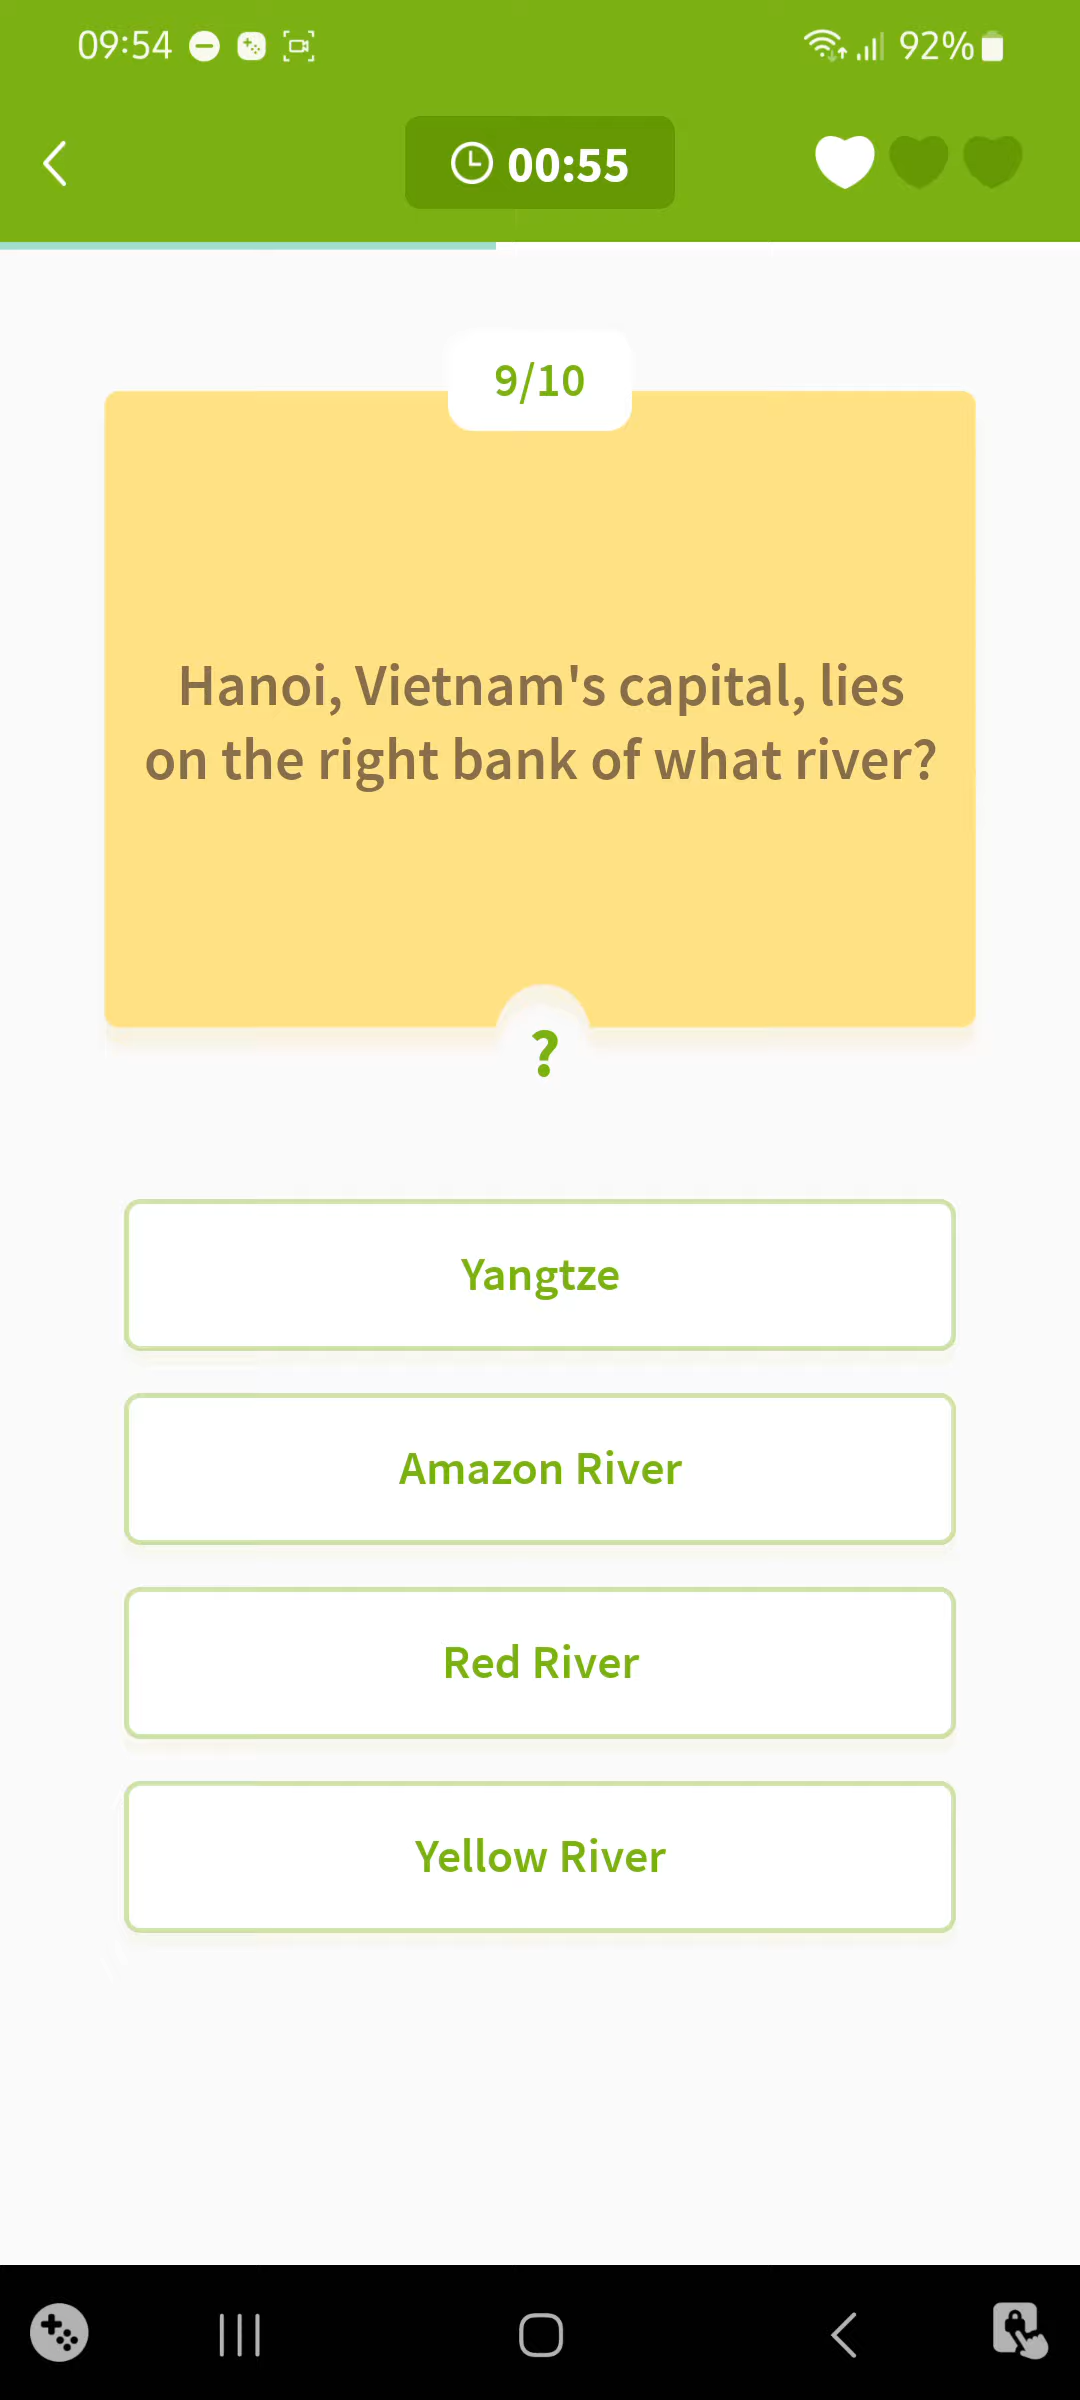 09:54
92%
00:55
9/10
Hanoi, Vietnam's capital, lies
on the right bank of what river?
?
Yangtze
Amazon River
Red River
Yellow River